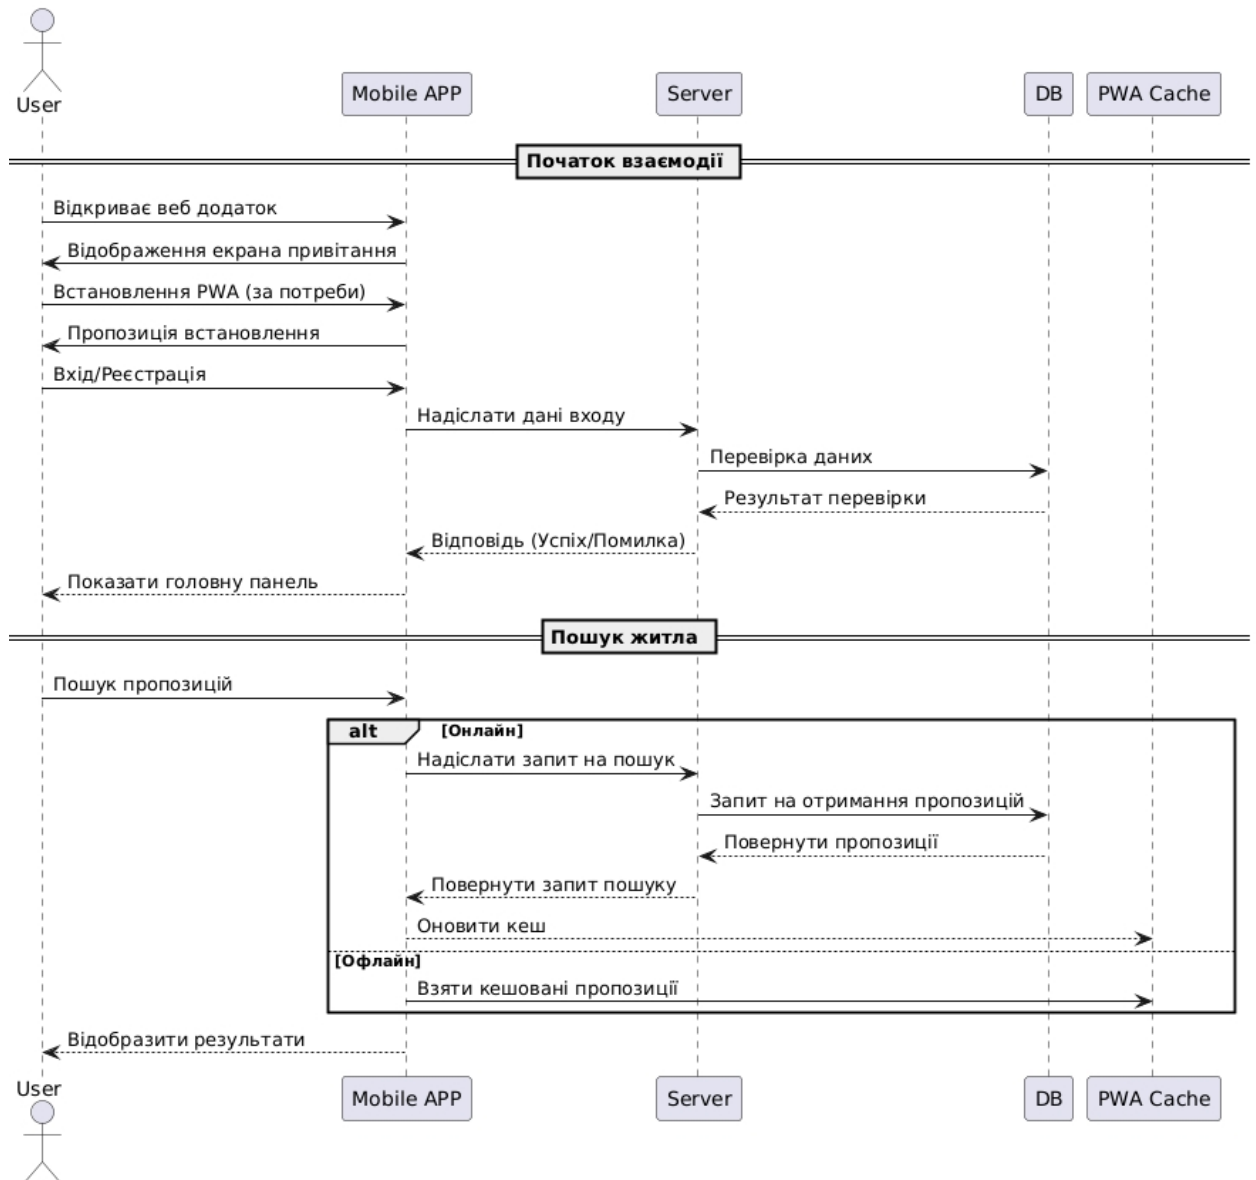 User
Mobile APP
Server
DB
PWA Cache
Початок взаємодії
Відкриває веб додаток
Відображення екрана привітання
Встановлення PWA (за потреби)
Пропозиція встановлення
Вхід/Реєстрація
Надіслати дані входу
Перевірка даних
Результат перевірки
Відповідь (Успіх/Помилка)
Показати головну панель
Пошук житла
Пошук пропозицій
alt
[Онлайн]
Надіслати запит на пошук
Запит на отримання пропозицій
Повернути пропозиції
Повернути запит пошуку
Оновити кеш
[Офлайн]
Взяти кешовані пропозиції
Відобразити результати
User
Mobile APP
Server
DB
PWA Cache